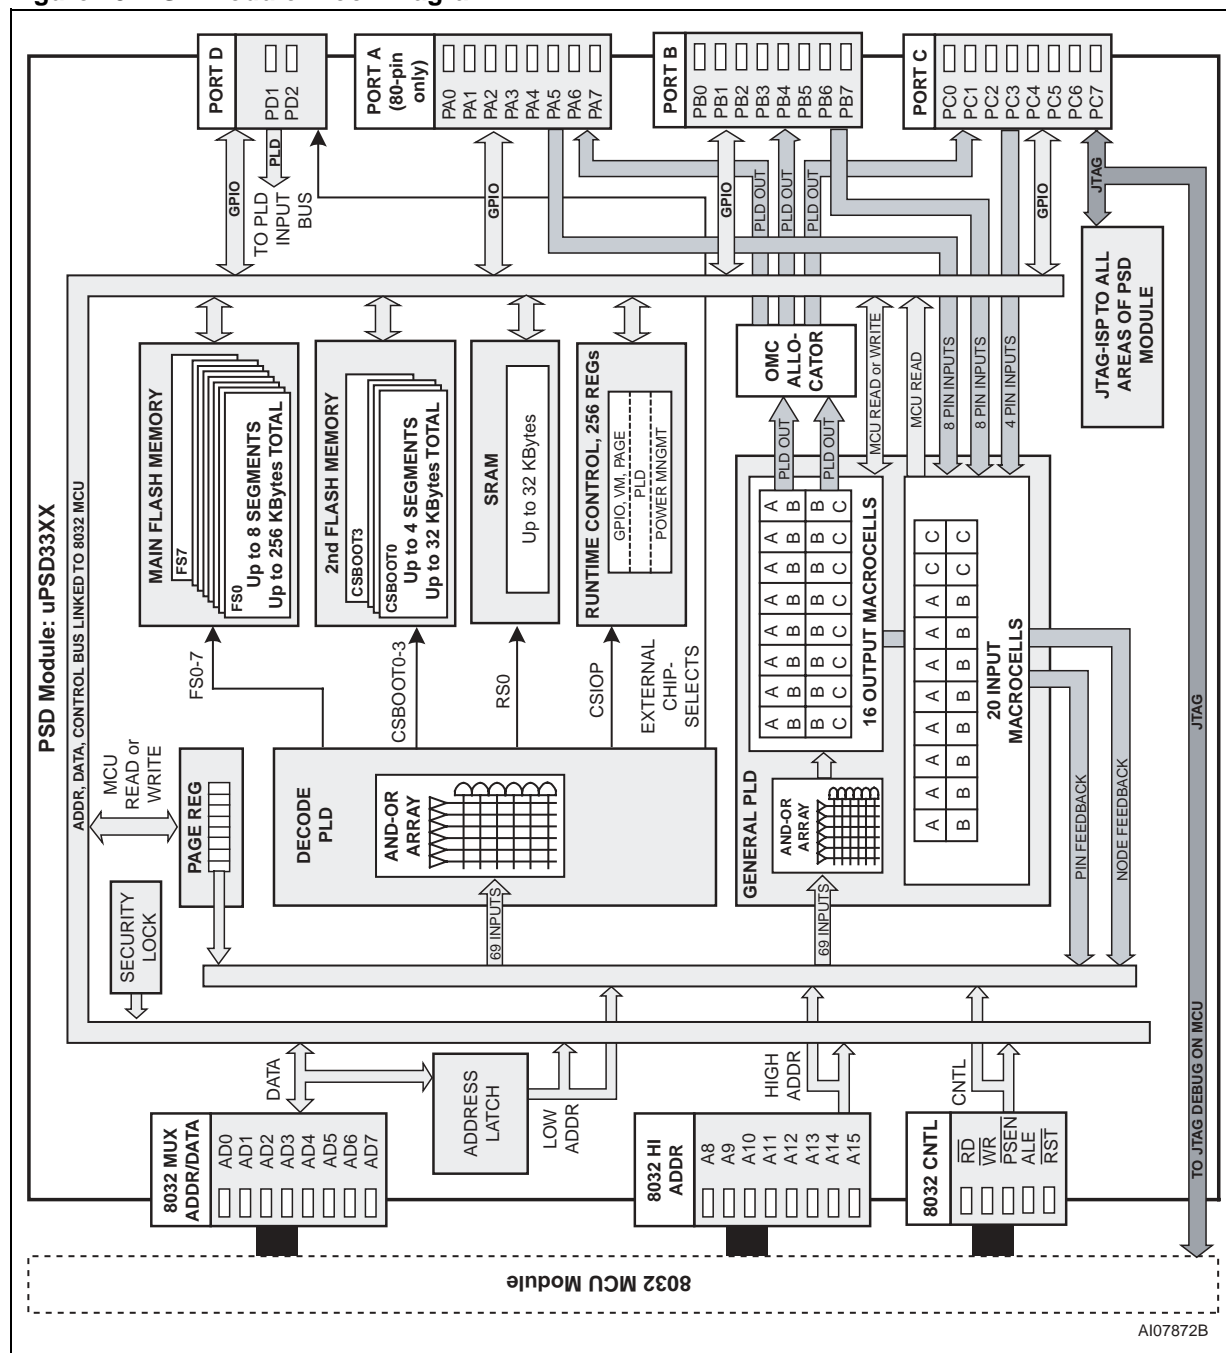 PSD Module: uPSD33XX
ADDR, DATA, CONTROL BUS LINKED TO 8032 MCU
PORT D
PD1
PD2
GPIO
PLD
TO PLD
INPUT
BUS
PORT A
(80-pin
only)
PA0
PA1
PA2
PA3
PA4
PA5
PA6
PA7
GPIO
PORT B
PB0
PB1
PB2
PB3
PB4
PB5
PB6
PB7
GPIO
PLD OUT
PLD OUT
PLD OUT
PORT C
PC0
PC1
PC2
PC3
PC4
PC5
PC6
PC7
GPIO
JTAG
JTAG-ISP TO ALL
AREAS OF PSD
MODULE
MAIN FLASH MEMORY
FS7
FS0
Up to 8 SEGMENTS
Up to 256 KBytes TOTAL
2nd FLASH MEMORY
CSBOOT3
CSBOOT0
Up to 4 SEGMENTS
Up to 32 KBytes TOTAL
SRAM
Up to 32 KBytes
RUNTIME CONTROL, 256 REGs
GPIO, VM, PAGE
PLD
POWER MNGMT
OMC
ALLO-
CATOR
PLD OUT
PLD OUT
MCU READ or WRITE
MCU READ
8 PIN INPUTS
8 PIN INPUTS
4 PIN INPUTS
FS0-7
CSBOOT0-3
RS0
CSIOP
EXTERNAL
CHIP-
SELECTS
MCU
READ or
WRITE
PAGE REG
SECURITY
LOCK
DECODE
PLD
AND-OR
ARRAY
69 INPUTS
GENERAL PLD
AND-OR
ARRAY
69 INPUTS
A A A A A A A A
B B B B B B B B
B B B B B B B B
C C C C C C C C
16 OUTPUT MACROCELLS
A A A A A A A A C C
B B B B B B B B C C
20 INPUT
MACROCELLS
PIN FEEDBACK
NODE FEEDBACK
JTAG
TO JTAG DEBUG ON MCU
DATA
ADDRESS
LATCH
LOW
ADDR
HIGH
ADDR
CNTL
8032 MUX
ADDR/DATA
AD0
AD1
AD2
AD3
AD4
AD5
AD6
AD7
8032 HI
ADDR
A8
A9
A10
A11
A12
A13
A14
A15
8032 CNTL
RD
WR
PSEN
ALE
RST
8032 MCU Module
AI07872B